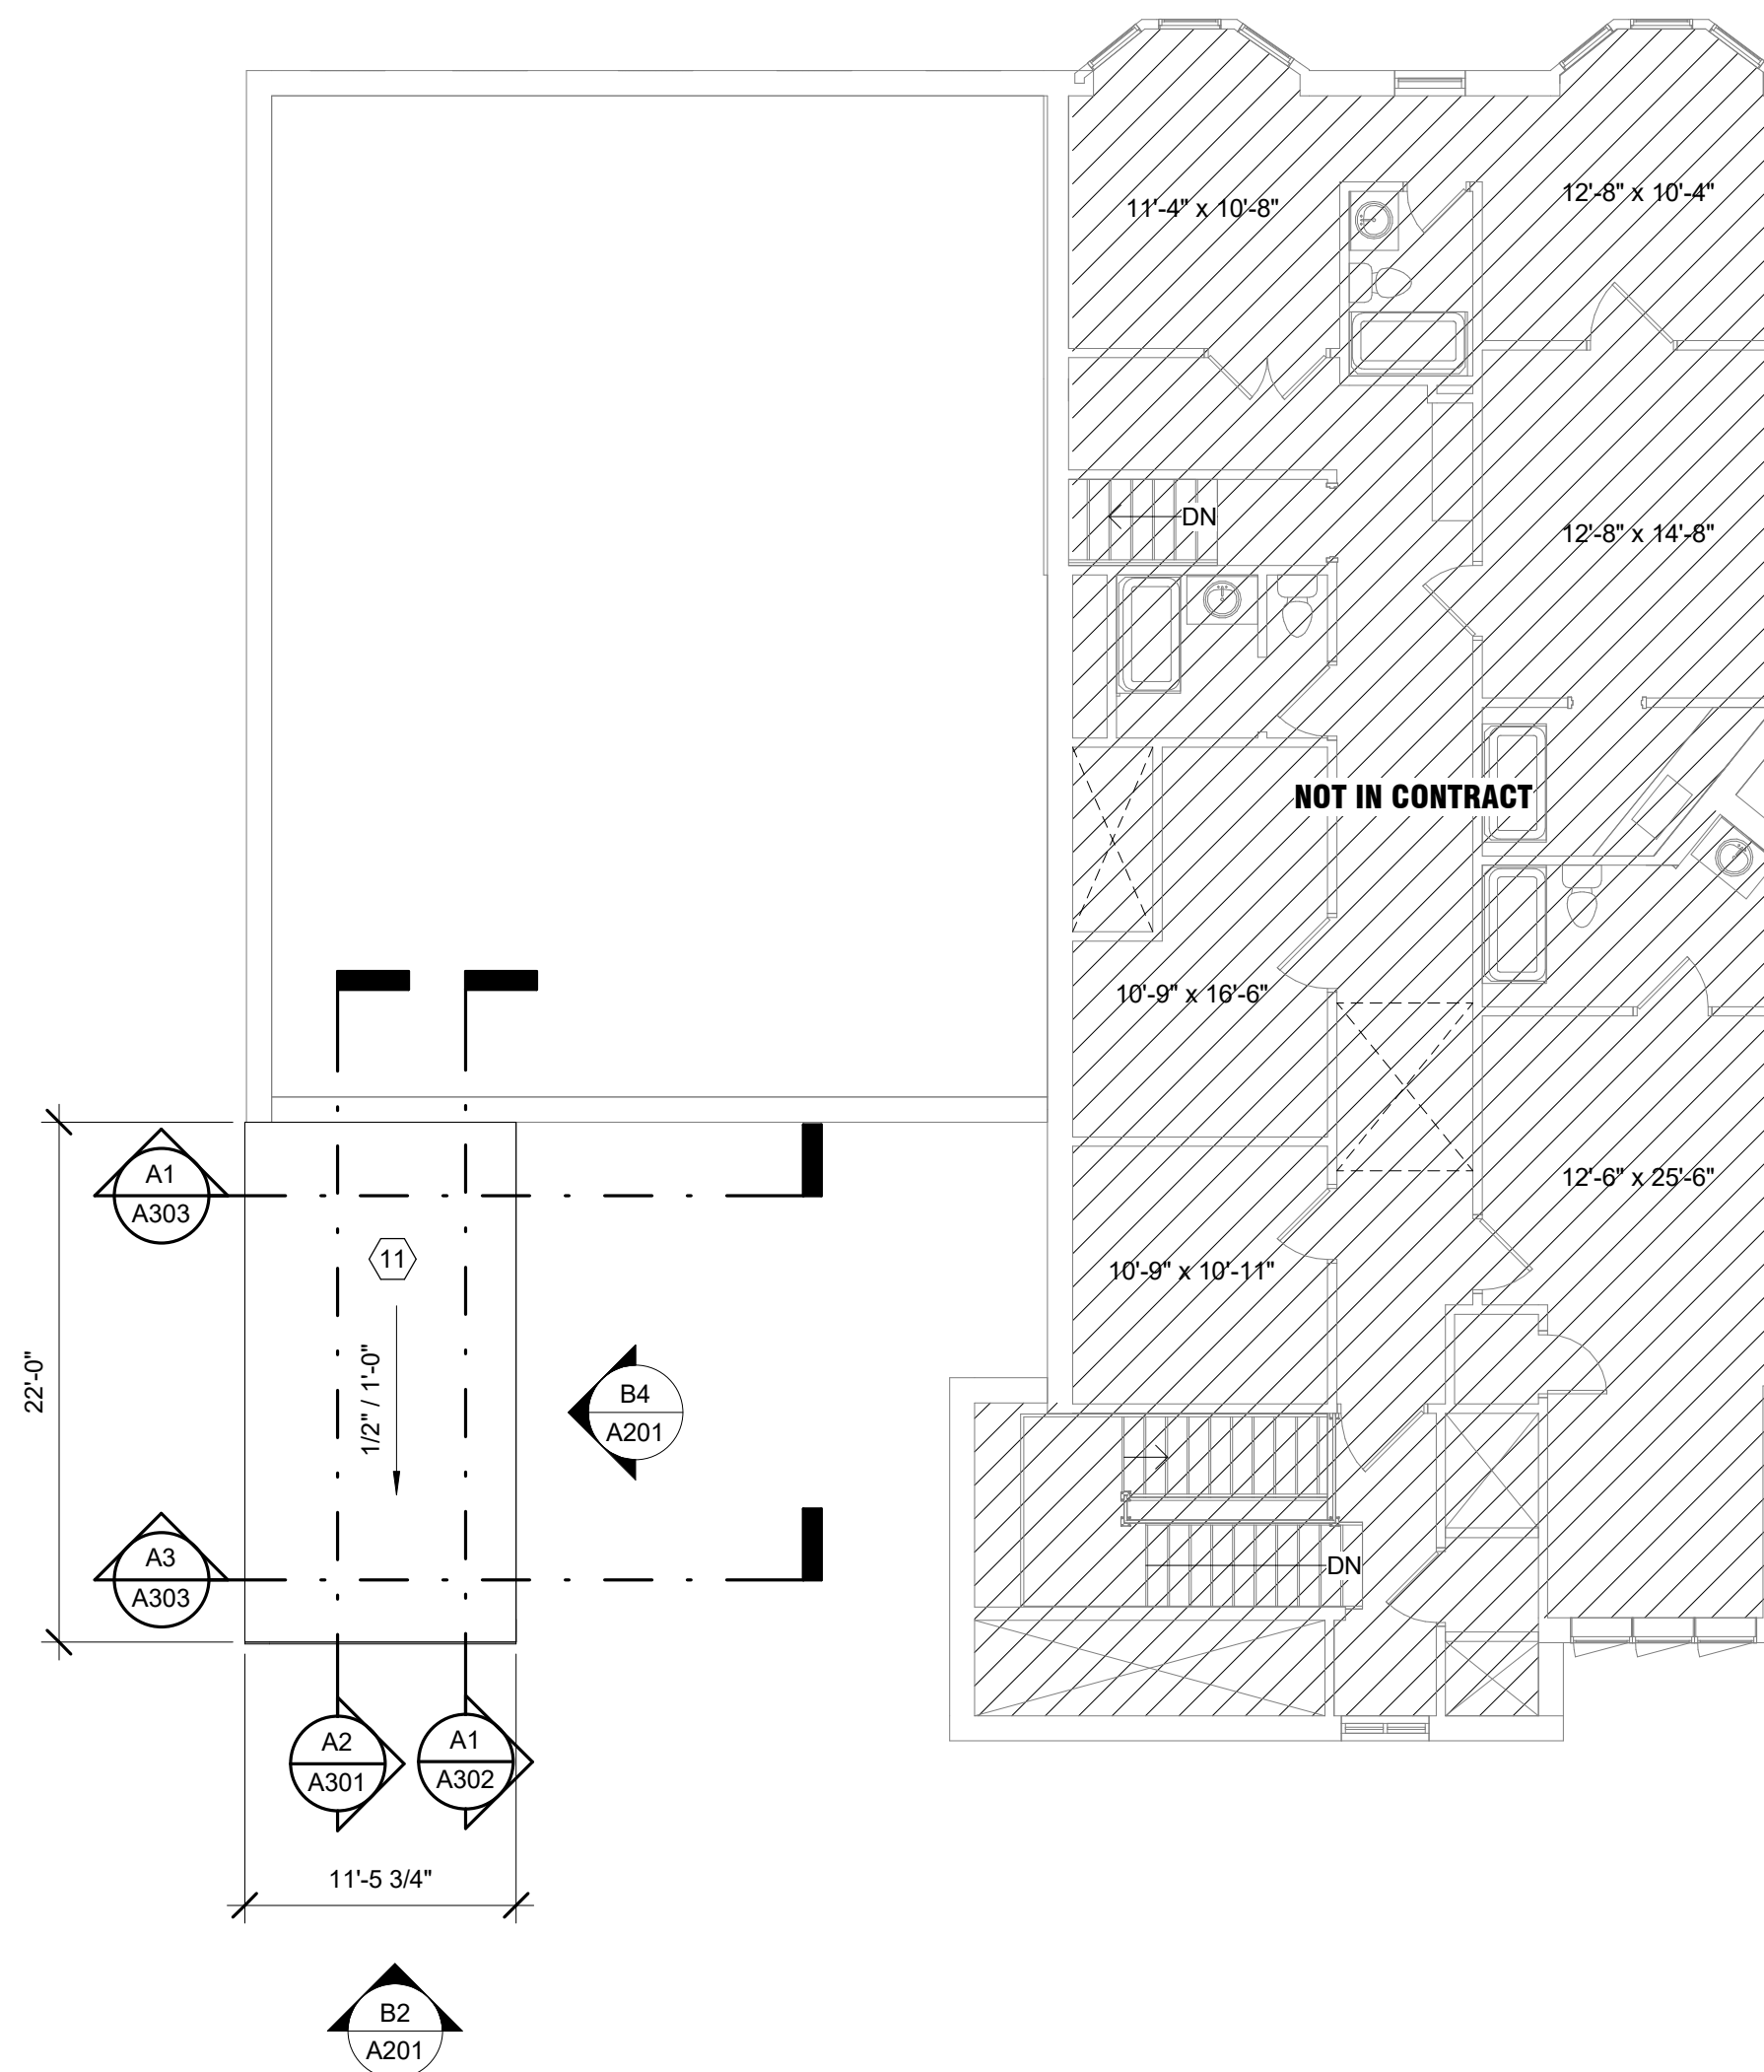 12'-8" x 10'-4"
11'-4" x 10'-8"
DN
12'-8" x 14'-8"
NOT IN CONTRACT
10'-9" x 16'-6"
A1
A303
12'-6" x 25'-6"
11
10'-9" x 10'-11"
22'-0"
1/2" / 1'-0"
B4
A201
A3
A303
DN
A2
A301
A1
A302
11'-5 3/4"
B2
A201